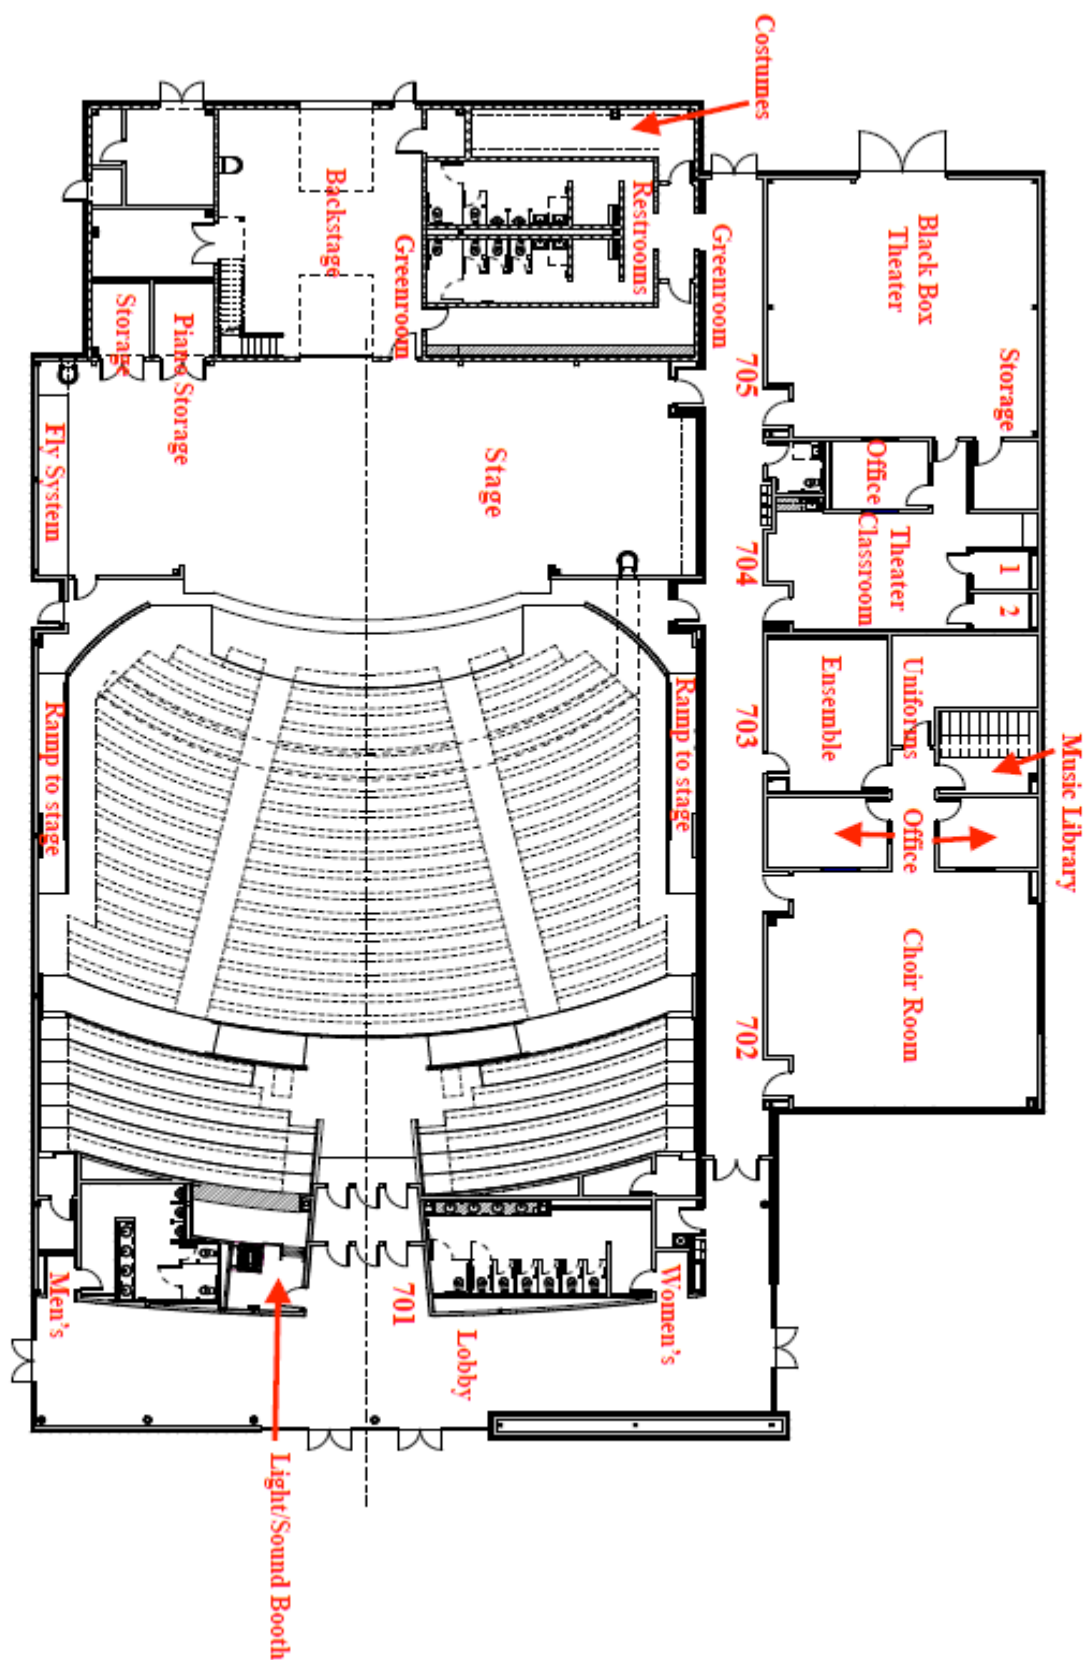 Costumes
Backstage
Greenroom
Restrooms
Greenroom
Black Box
Theater
Storage
Storage
Piano Storage
705
Fly System
Stage
Office
704
Theater
Classroom
1
2
Ramp to stage
Ramp to stage
703
Ensemble
Uniforms
Music Library
Office
702
Choir Room
Men's
701
Lobby
Women's
Light/Sound Booth